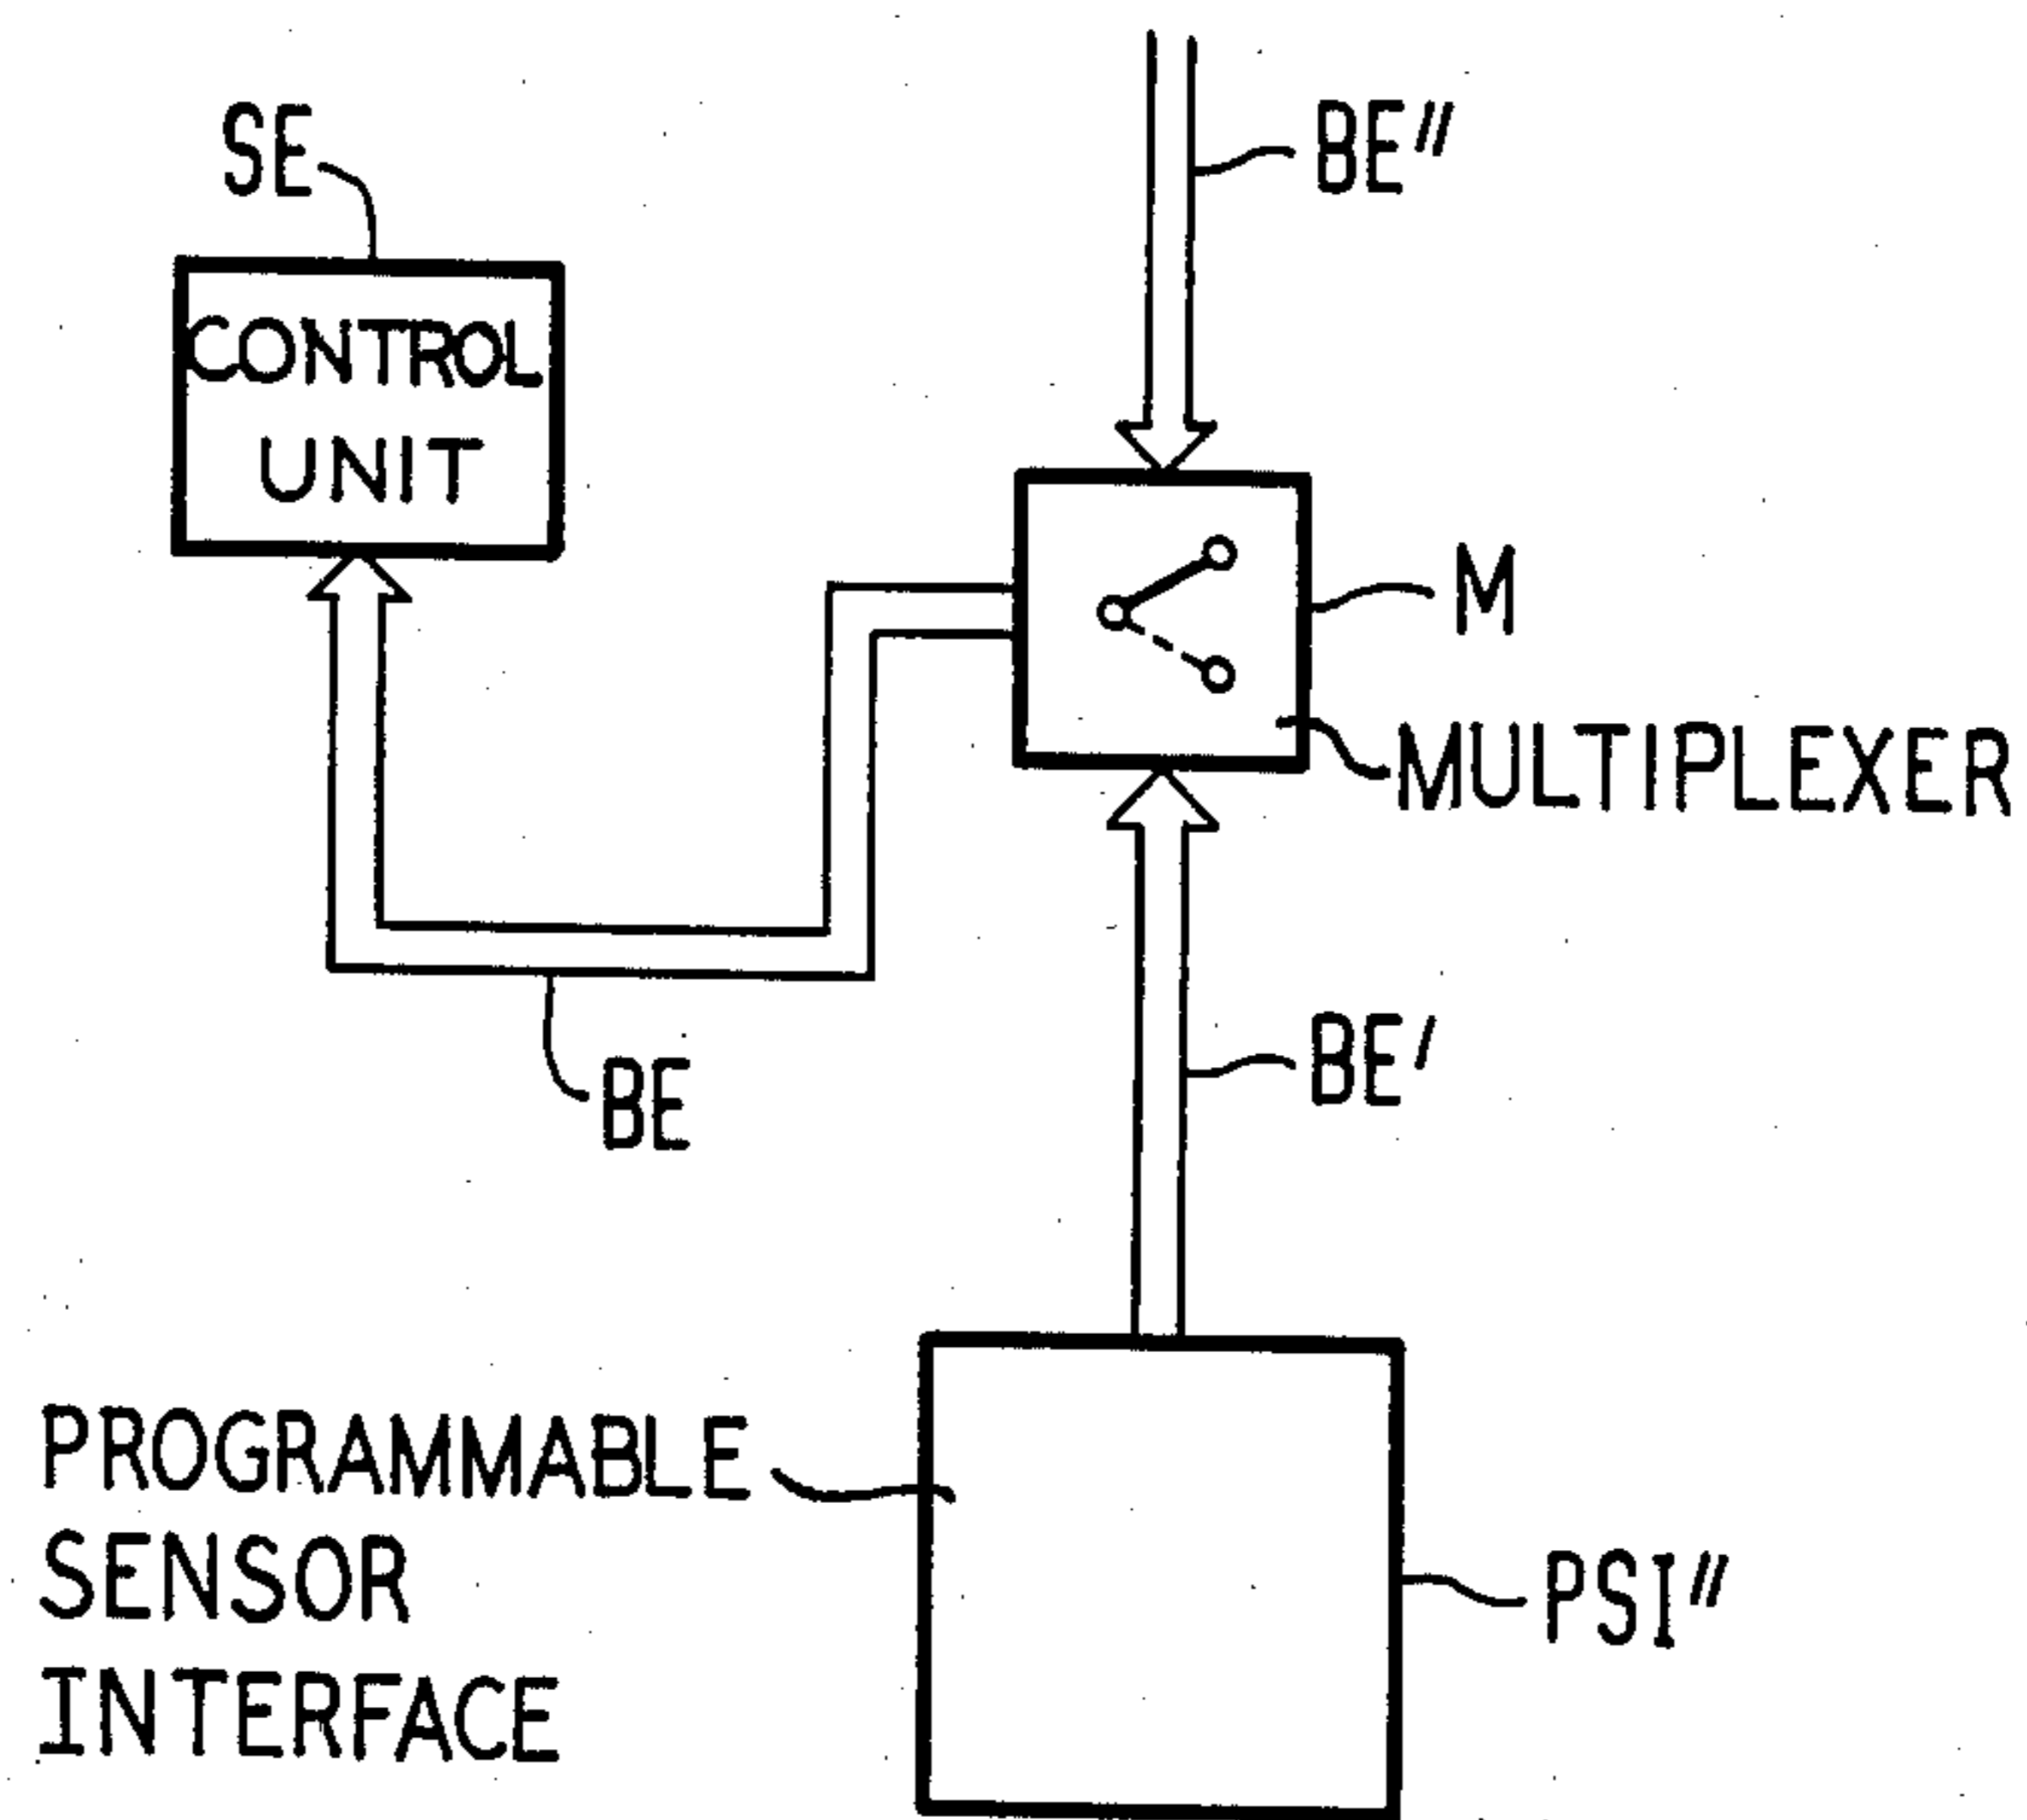 SE
BE"
CONTROL
UNIT
M
MULTIPLEXER
BE'
BE
PROGRAMMABLE
SENSOR
INTERFACE
PSI"